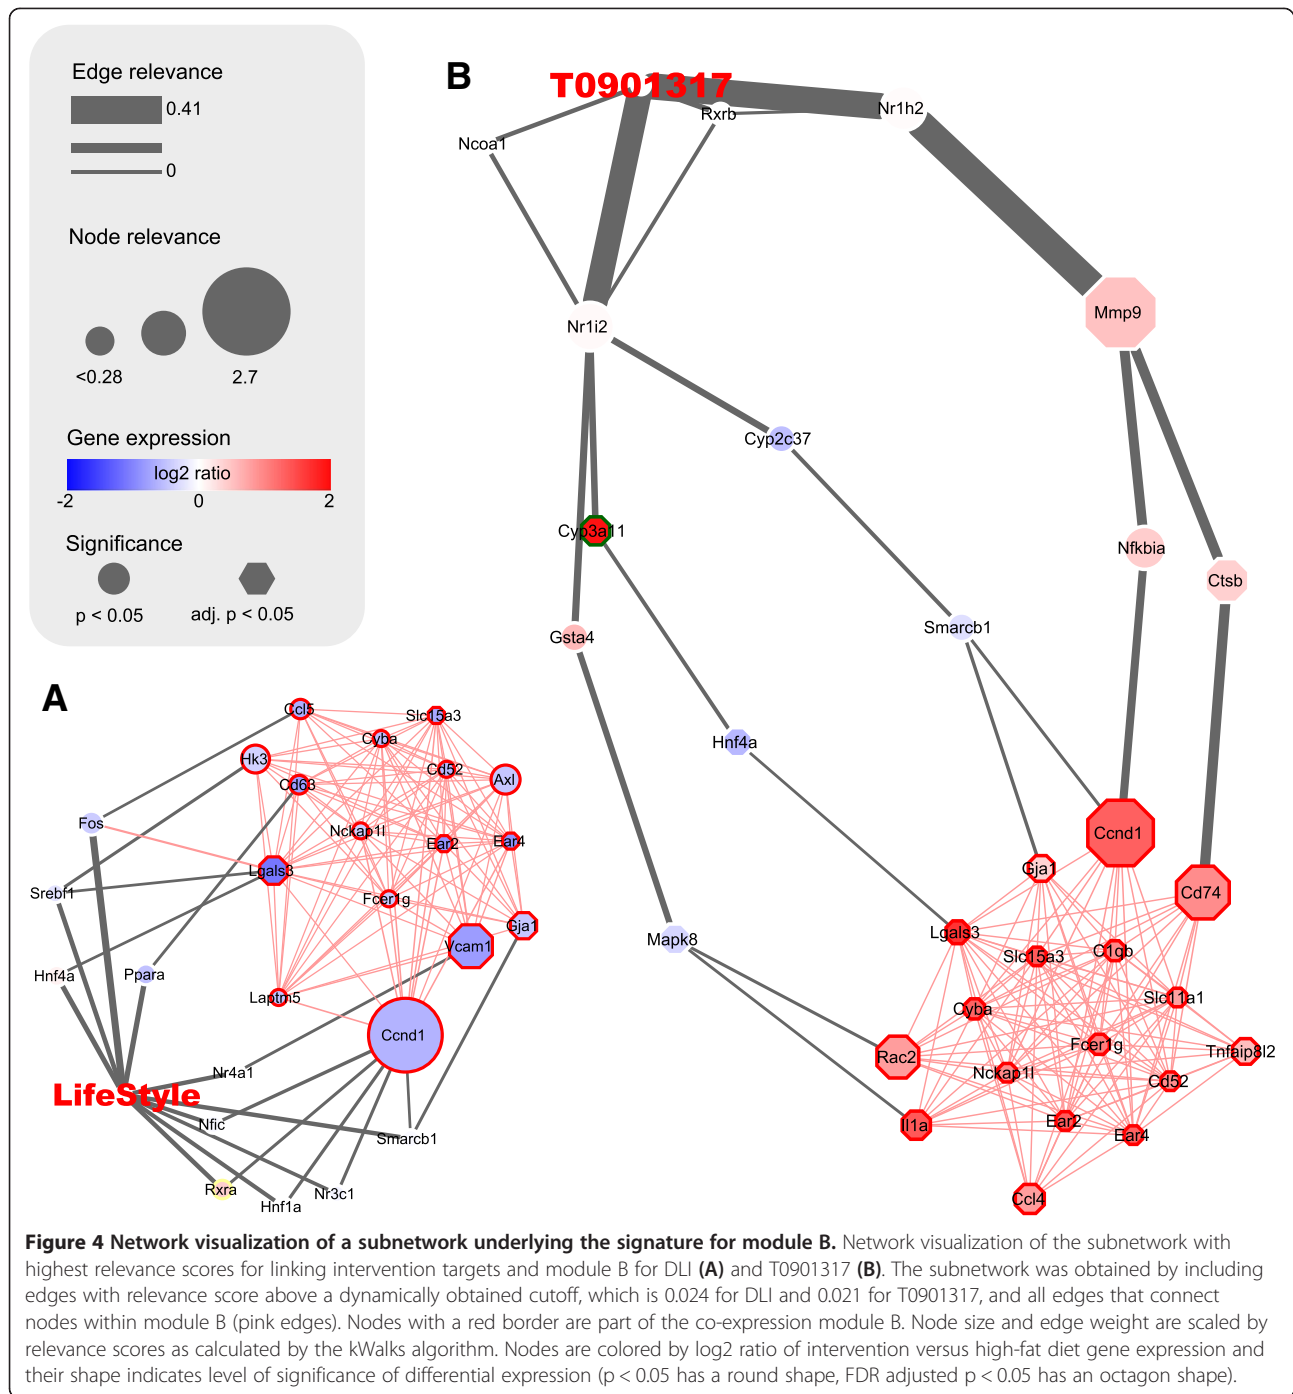 Edge relevance
0.41
0
Node relevance
<0.28
2.7
Gene expression
log2 ratio
-2
0
2
Significance
p < 0.05
adj. p < 0.05
B
T0901317
Rxrb
Nr1h2
Ncoa1
Nr1i2
Mmp9
Cyp2c37
Cyp3a11
Nfkbia
Ctsb
Gsta4
Smarcb1
Hnf4a
Ccnd1
Gja1
Cd74
Mapk8
Lgals3
Slc15a3
C1qb
Cyba
Slc11a1
Rac2
Fcer1g
Tnfaip8l2
Nckap1l
Cd52
Il1a
Ear2
Ear4
Ccl4
A
Ccl5
Slc15a3
Cyba
Hk3
Cd52
Cd63
Axl
Fos
Nckap1l
Ear2
Ear4
Lgals3
Srebf1
Fcer1g
Gja1
Vcam1
Hnf4a
Ppara
Laptm5
Ccnd1
Nr4a1
LifeStyle
Nfic
Smarcb1
Rxra
Nr3c1
Hnf1a
Figure 4 Network visualization of a subnetwork underlying the signature for module B. Network visualization of the subnetwork with
highest relevance scores for linking intervention targets and module B for DLI (A) and T0901317 (B). The subnetwork was obtained by including
edges with relevance score above a dynamically obtained cutoff, which is 0.024 for DLI and 0.021 for T0901317, and all edges that connect
nodes within module B (pink edges). Nodes with a red border are part of the co-expression module B. Node size and edge weight are scaled by
relevance scores as calculated by the kWalks algorithm. Nodes are colored by log2 ratio of intervention versus high-fat diet gene expression and
their shape indicates level of significance of differential expression (p < 0.05 has a round shape, FDR adjusted p < 0.05 has an octagon shape).